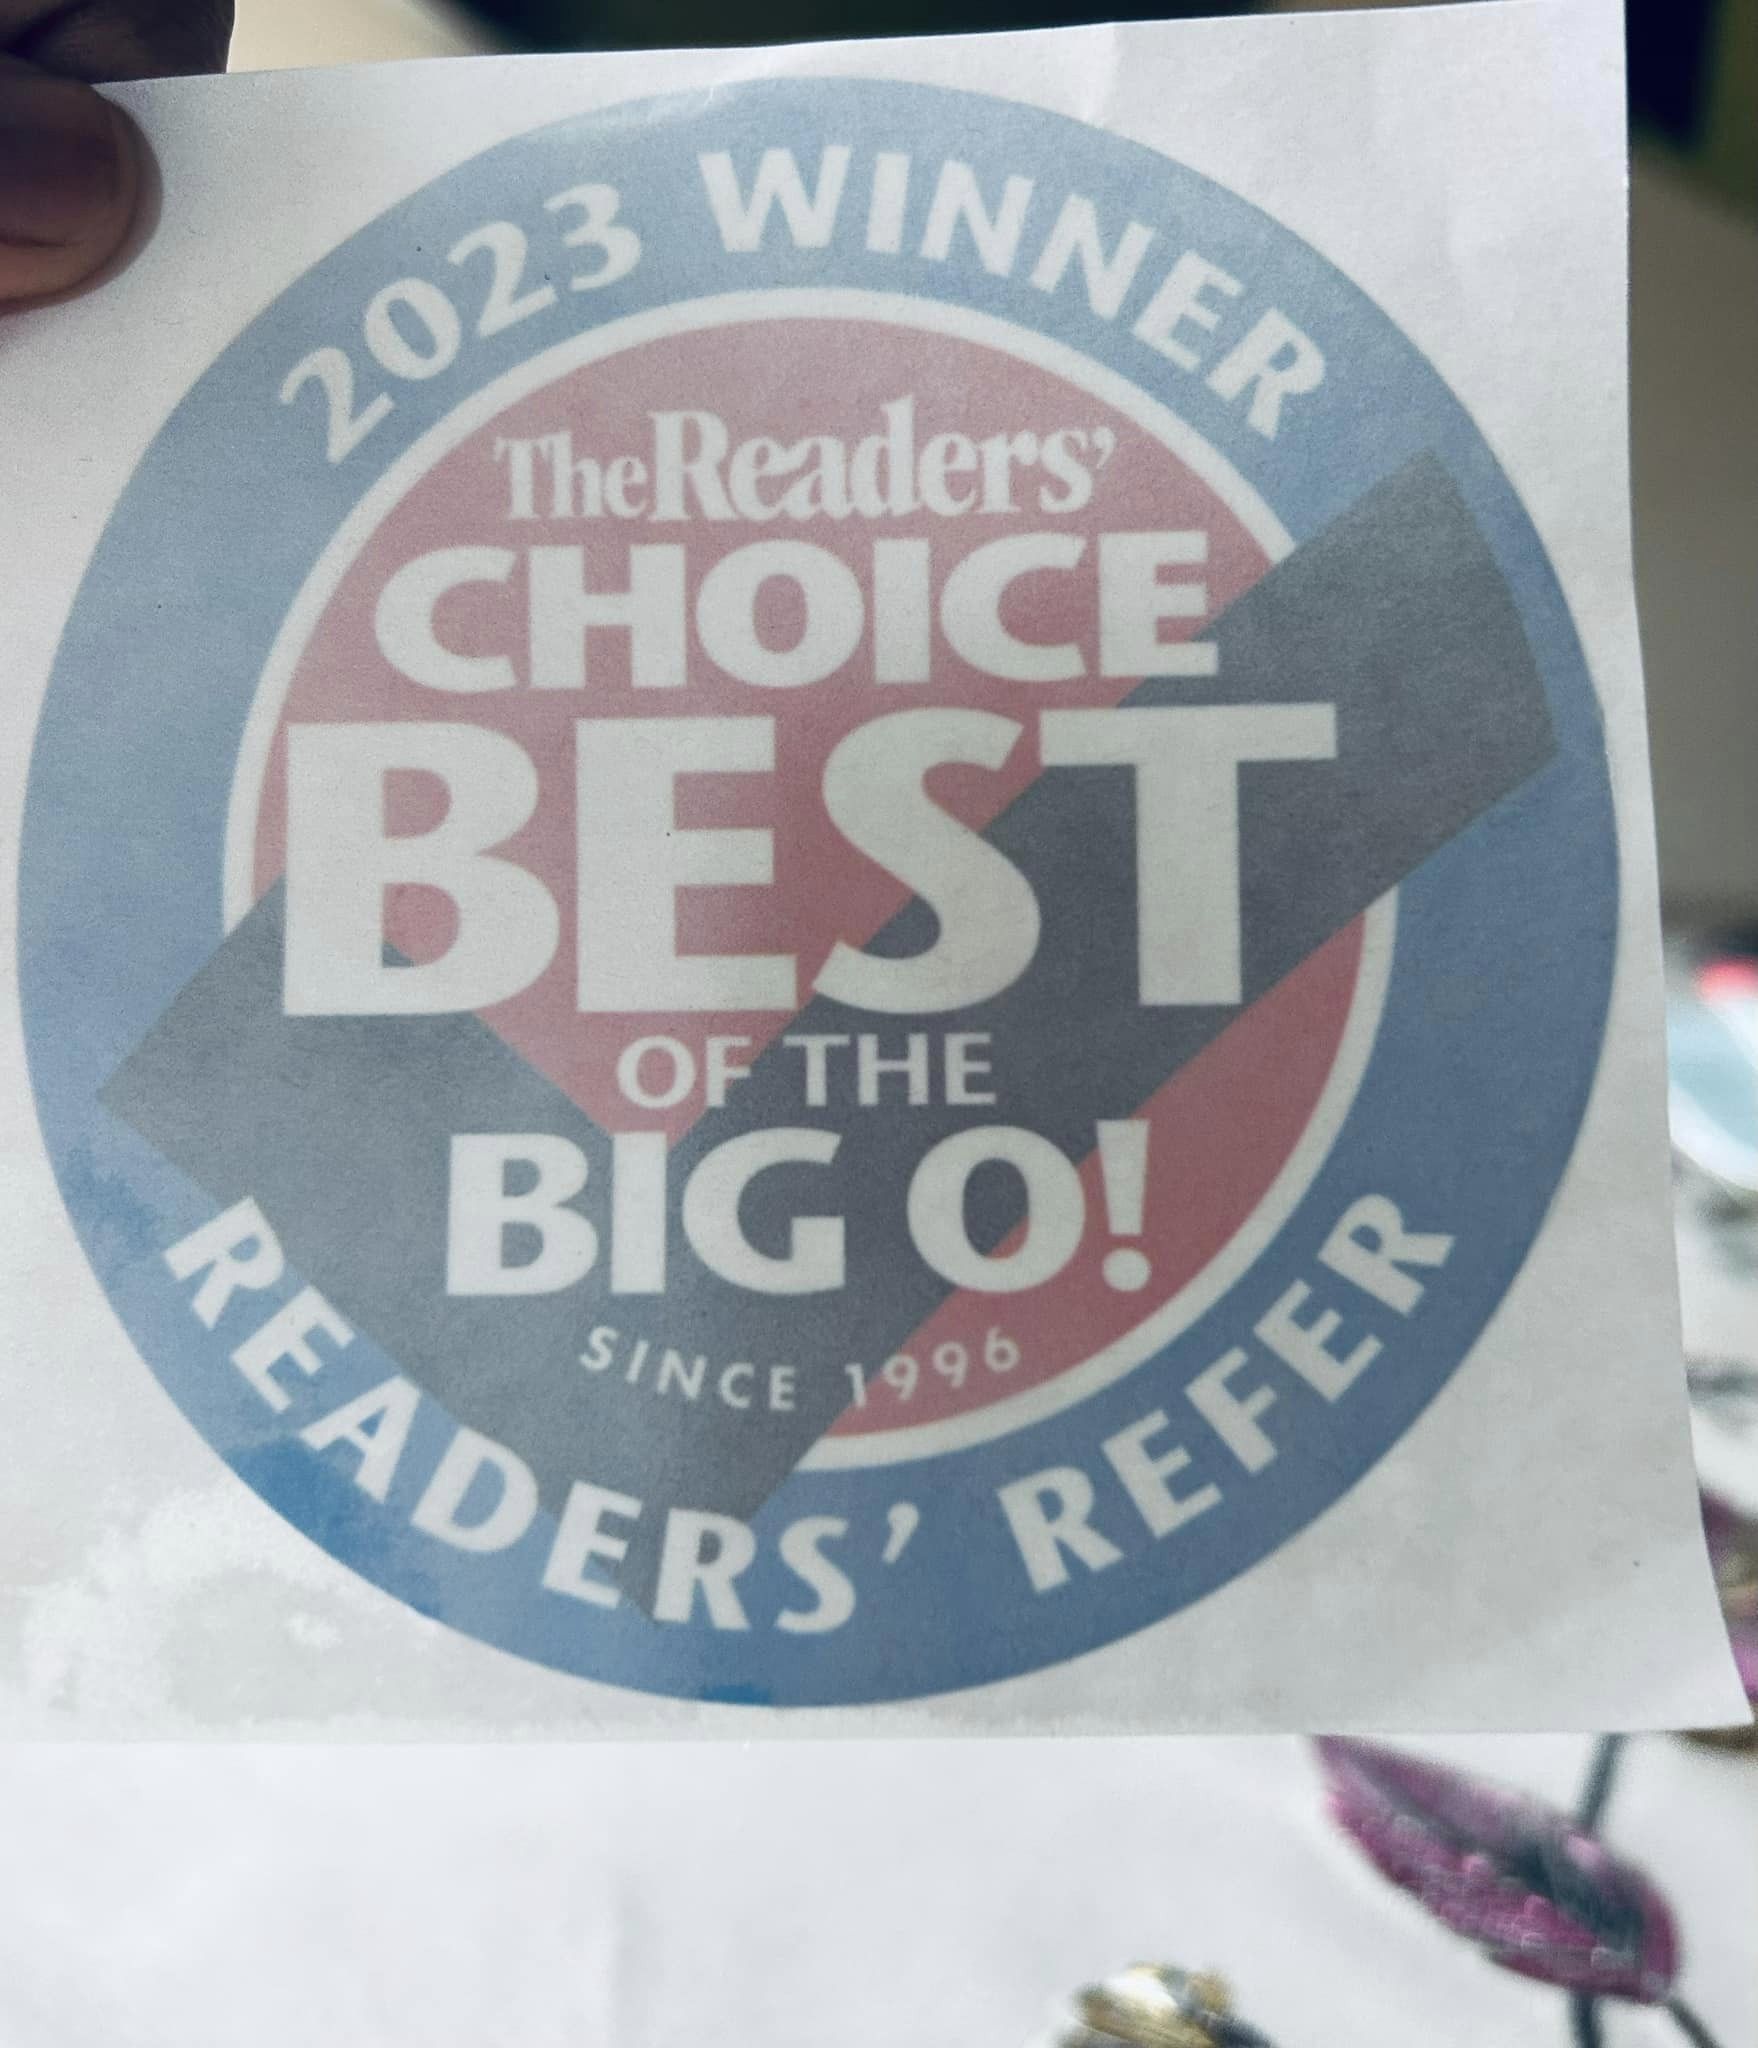 2023 WINNER
The Readers'
CHOICE
BEST
OF THE
BIG O!
SINCE 1996
READERS' REFER